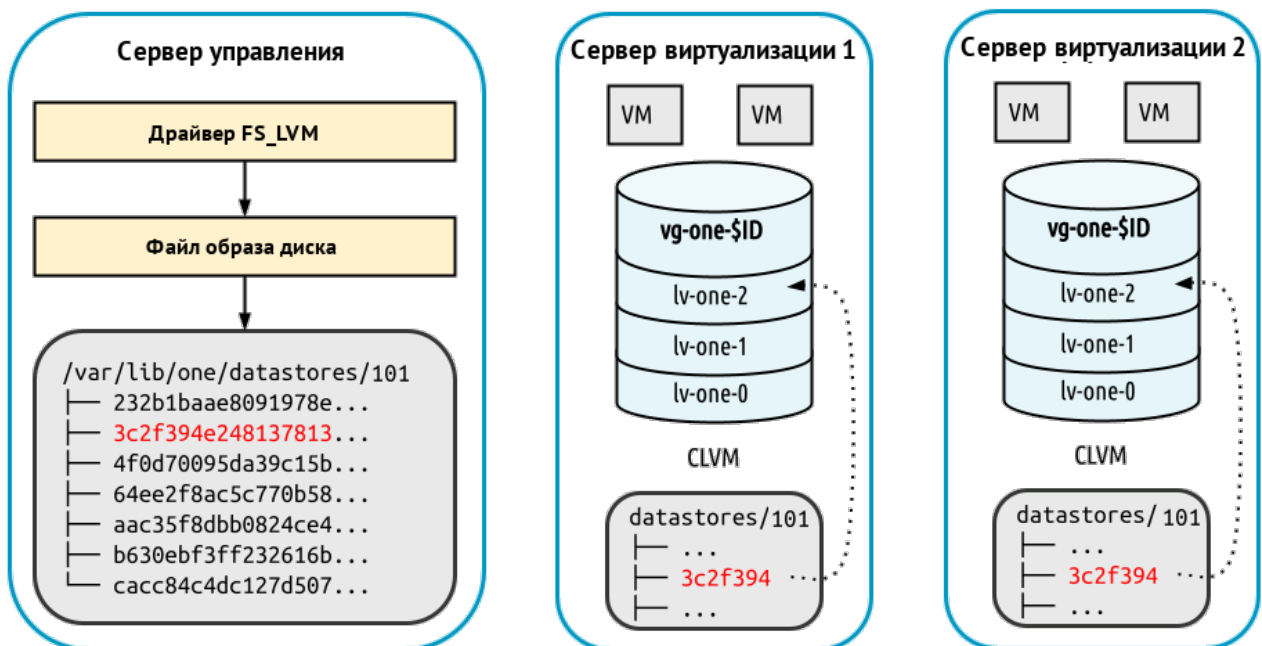 Сервер управления
Драйвер FS_LVM
Файл образа диска
/var/lib/one/datastores/101
├── 232b1baae8091978e...
├── 3c2f394e248137813...
├── 4f0d70095da39c15b...
├── 64ee2f8ac5c770b58...
├── aac35f8dbb0824ce4...
├── b630ebf3ff232616b...
└── cacc84c4dc127d507...
Сервер виртуализации 1
VM
VM
vg-one-$ID
lv-one-2
lv-one-1
lv-one-0
CLVM
datastores/101
├── ...
├── 3c2f394
├── ...
Сервер виртуализации 2
VM
VM
vg-one-$ID
lv-one-2
lv-one-1
lv-one-0
CLVM
datastores/101
├── ...
├── 3c2f394
├── ...